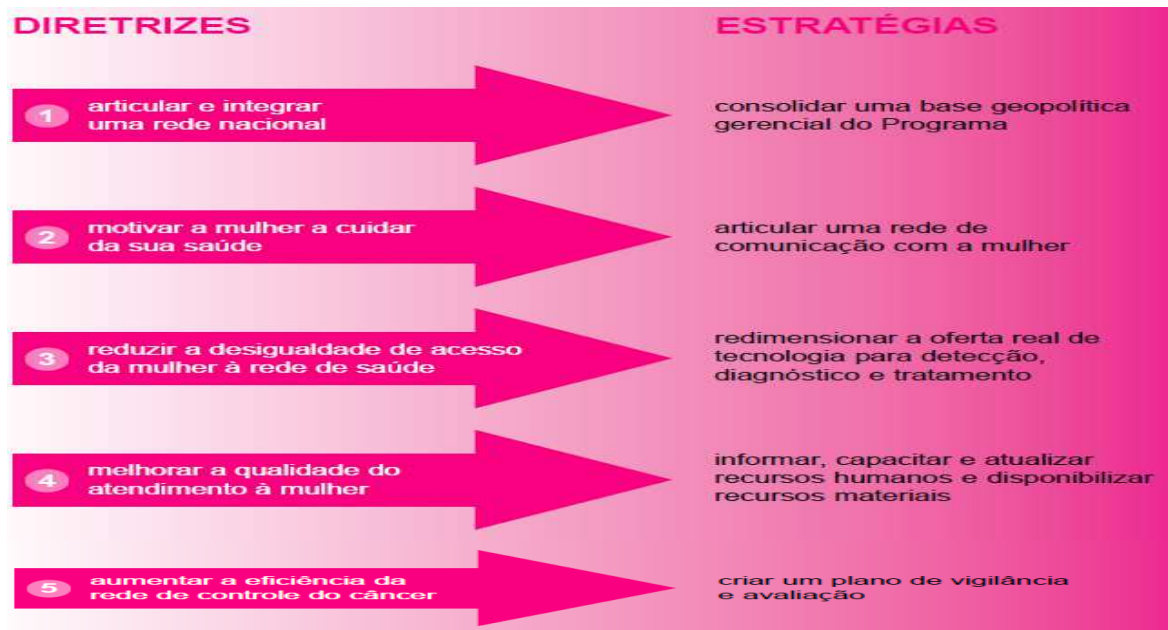 DIRETRIZES
ESTRATÉGIAS
1
articular e integrar
uma rede nacional
consolidar uma base geopolítica
gerencial do Programa
2
motivar a mulher a cuidar
da sua saúde
articular uma rede de
comunicação com a mulher
3
reduzir a desigualdade de acesso
da mulher à rede de saúde
redimensionar a oferta real de
tecnologia para detecção,
diagnóstico e tratamento
4
melhorar a qualidade do
atendimento à mulher
informar, capacitar e atualizar
recursos humanos e disponibilizar
recursos materiais
5
aumentar a eficiência da
rede de controle do câncer
criar um plano de vigilância
e avaliação